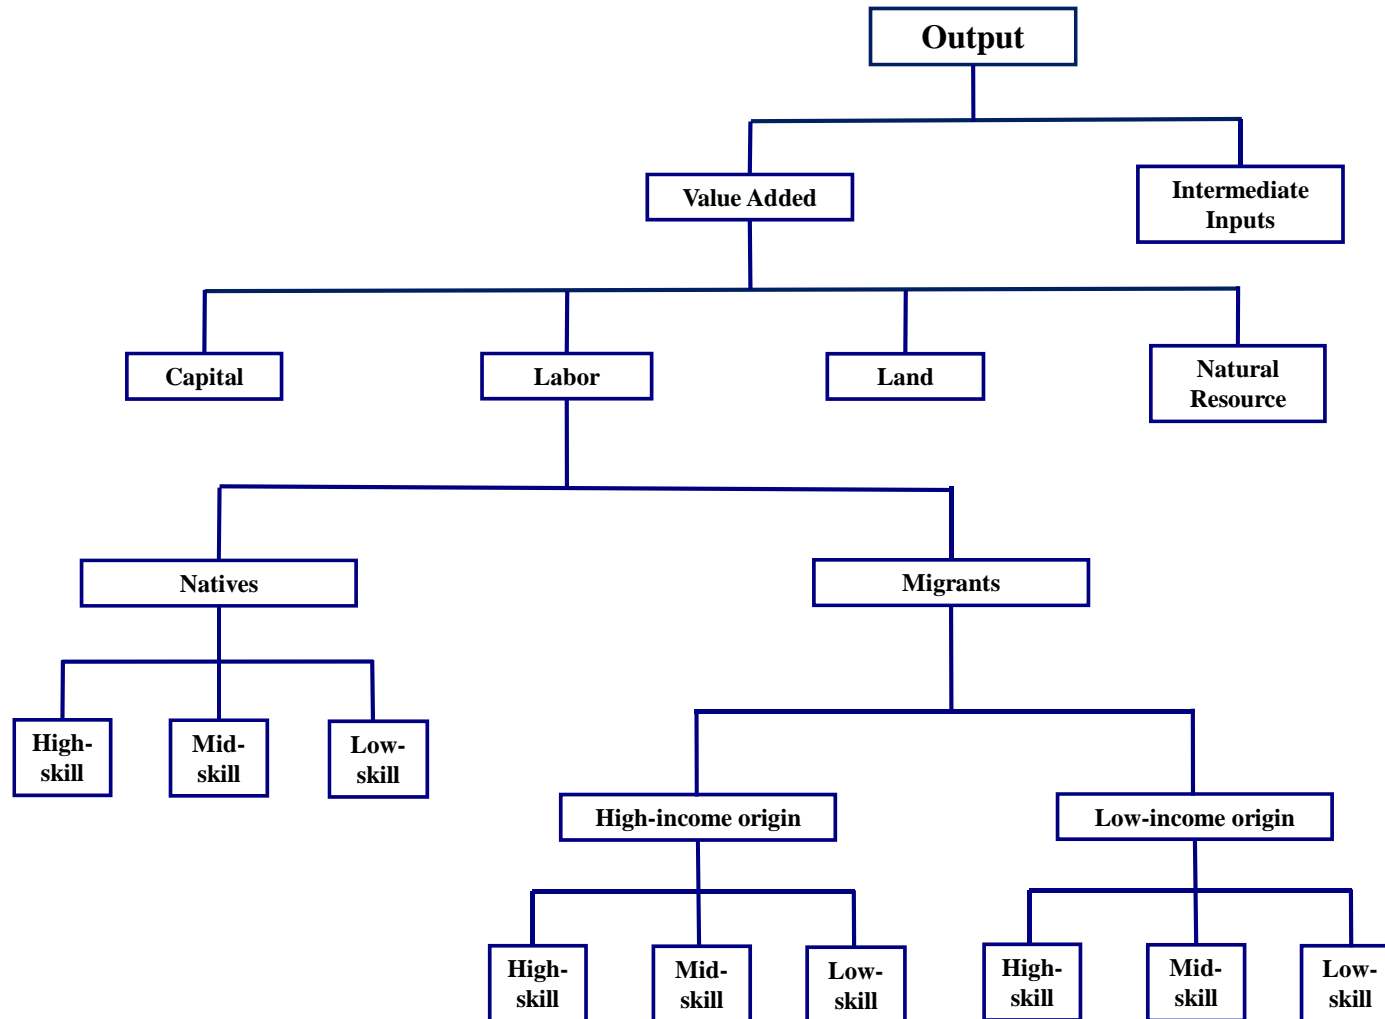 Output
Value Added
Intermediate
Inputs
Capital
Labor
Land
Natural
Resource
Natives
Migrants
High-
skill
Mid-
skill
Low-
skill
High-income origin
Low-income origin
High-
skill
Mid-
skill
Low-
skill
High-
skill
Mid-
skill
Low-
skill